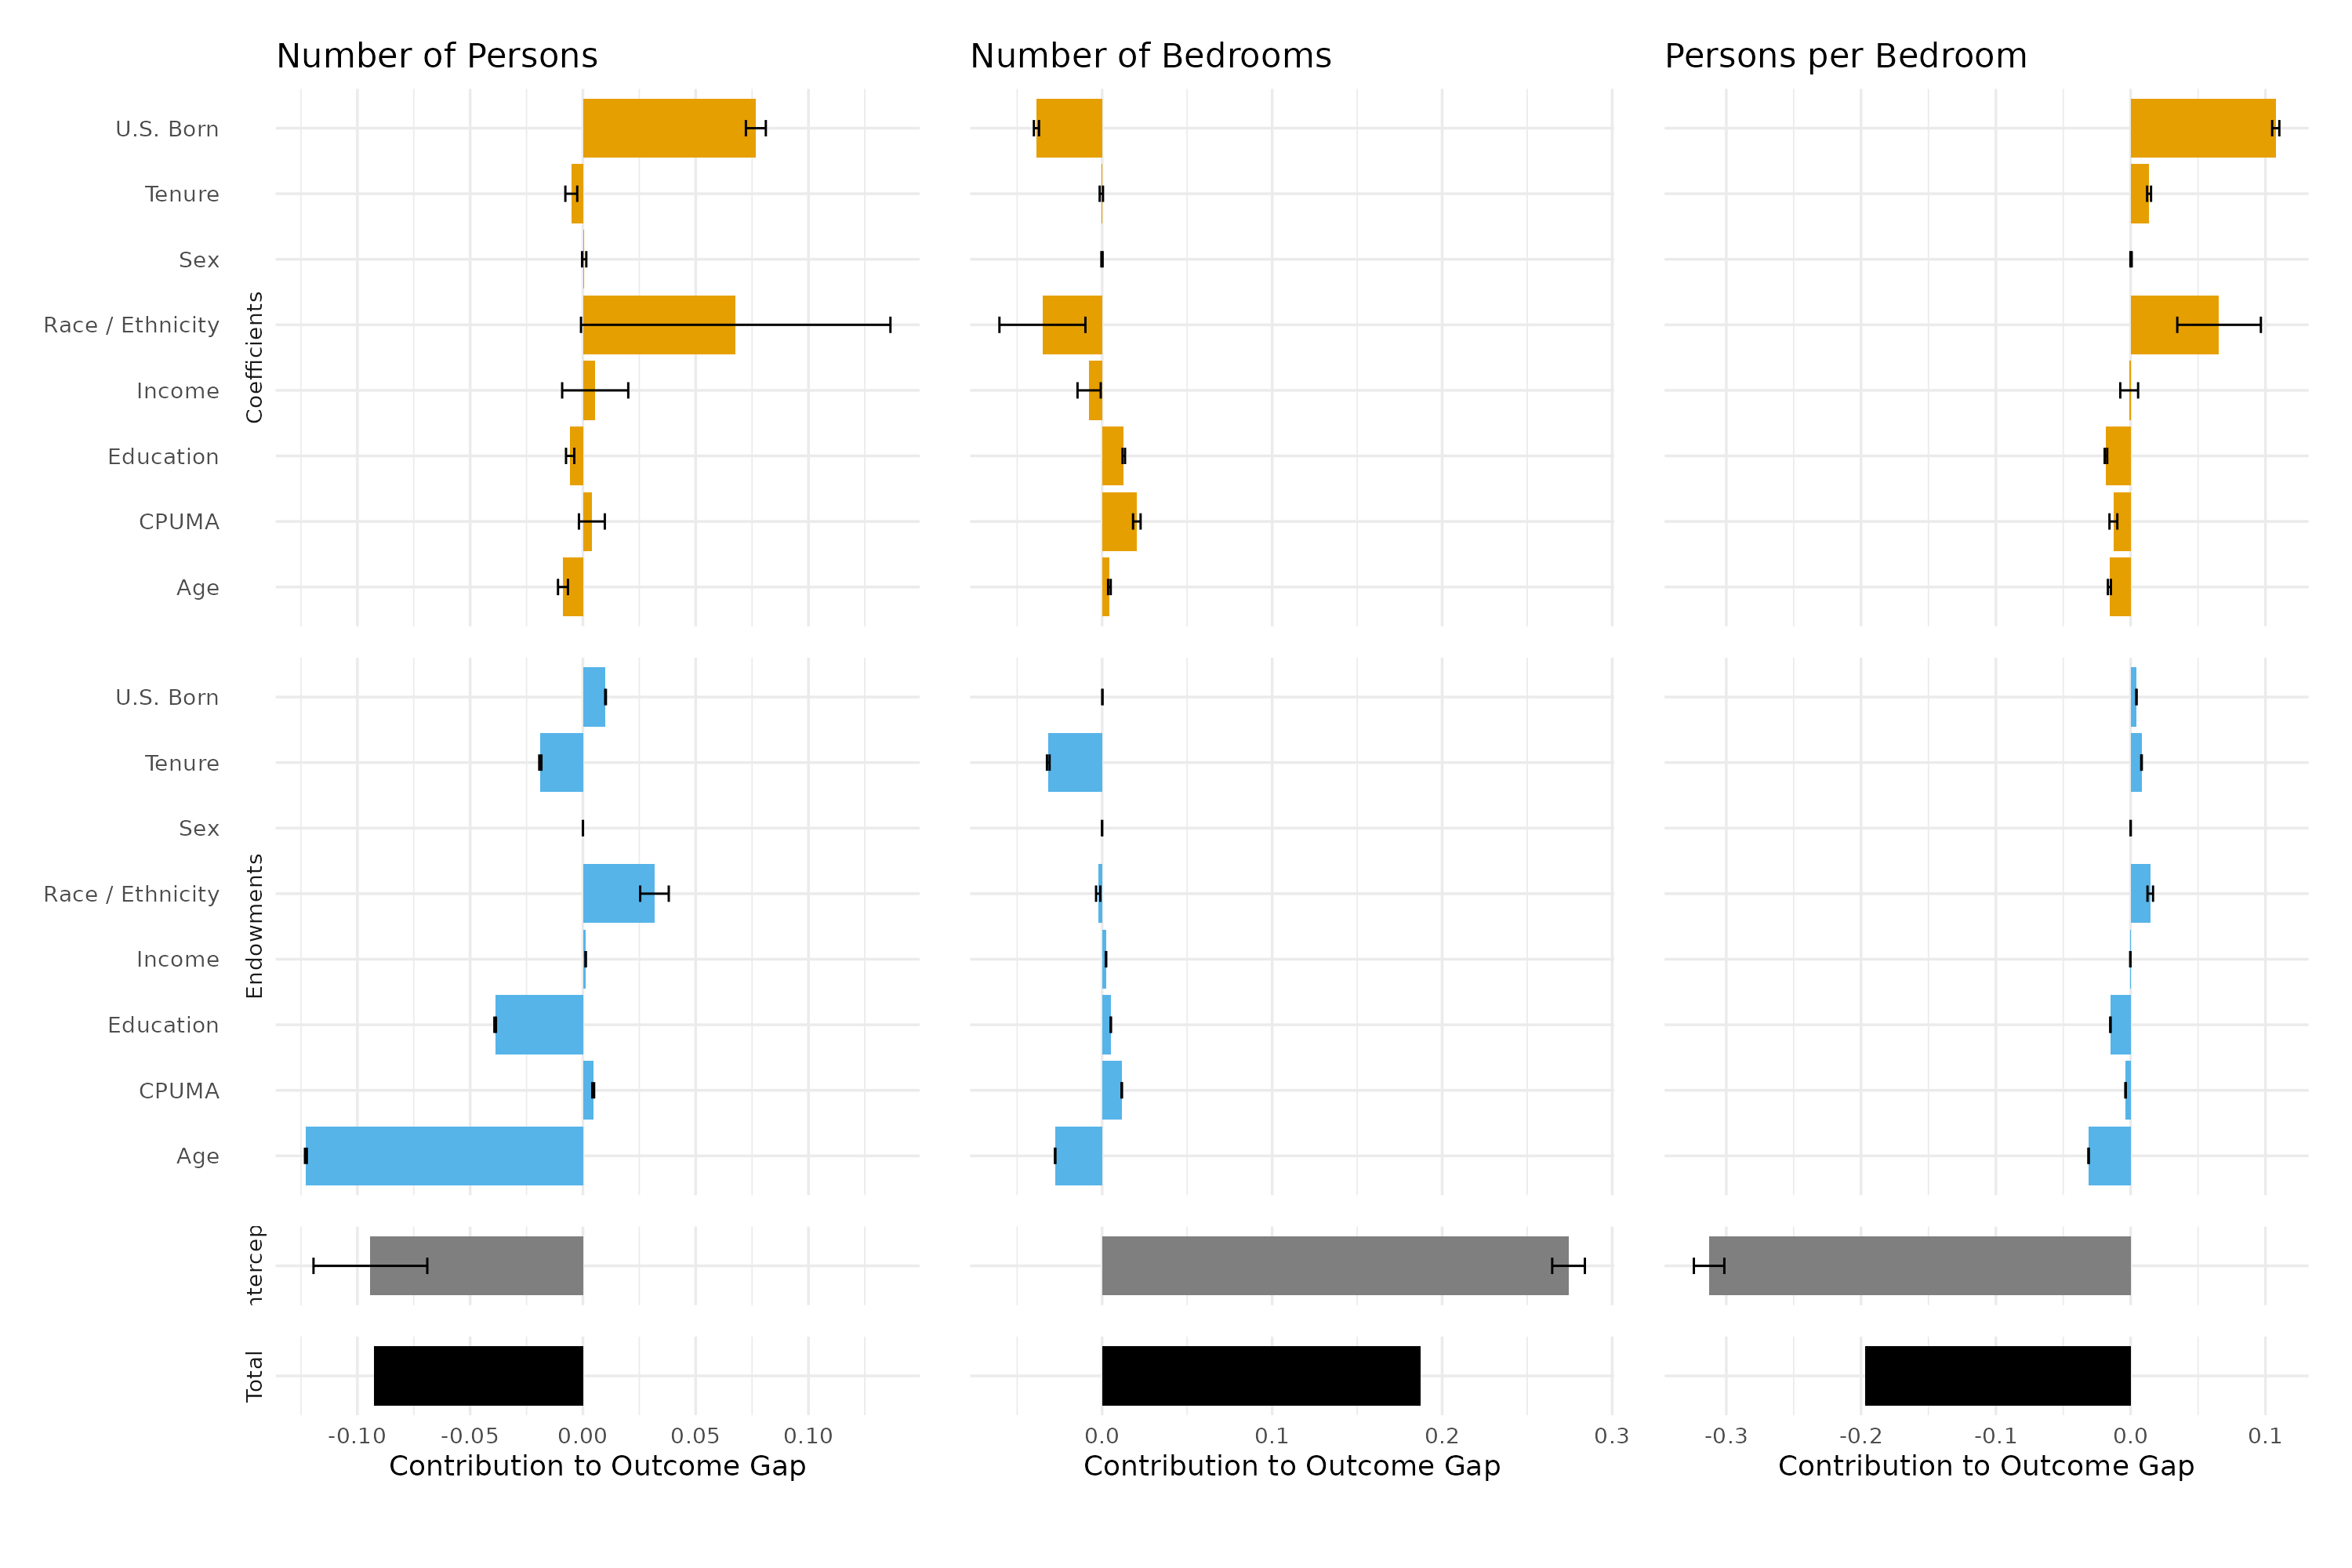 Number of Persons
Number of Bedrooms
Persons per Bedroom
Coefficients
U.S. Born
Tenure
Sex
Race / Ethnicity
Income
Education
CPUMA
Age
Endowments
U.S. Born
Tenure
Sex
Race / Ethnicity
Income
Education
CPUMA
Age
ntercep
Total
-0.10 -0.05 0.00 0.05 0.10
0.0 0.1 0.2 0.3
-0.3 -0.2 -0.1 0.0 0.1
Contribution to Outcome Gap
Contribution to Outcome Gap
Contribution to Outcome Gap